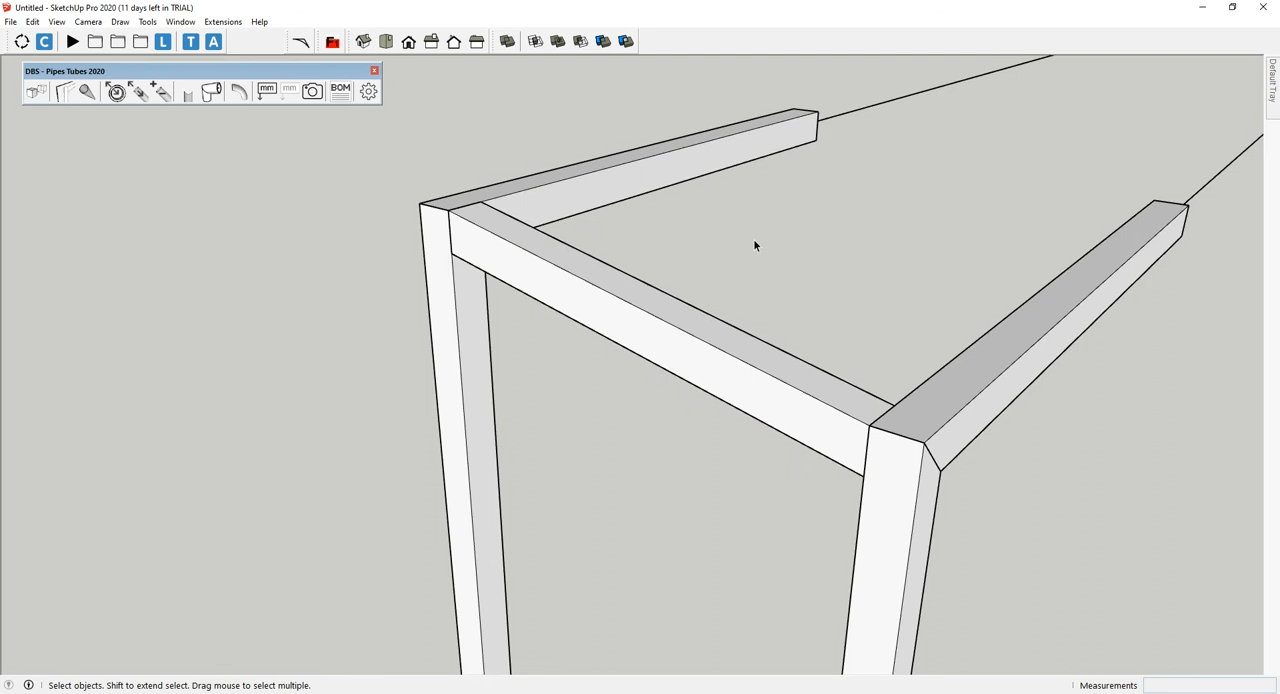 Untitled - SketchUp Pro 2020 (11 days left in TRIAL)
File Edit View Camera Draw Tools Window Extensions Help
C L T A
DBS - Pipes Tubes 2020
mm mm BOM
Default Tray
Select objects. Shift to extend select. Drag mouse to select multiple. Measurements